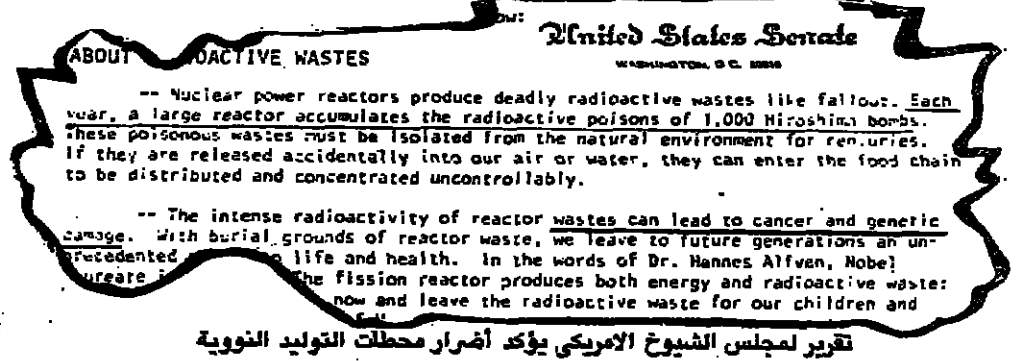 United States Senate
WASHINGTON, D.C.
ABOUT WASTES
-- Nuclear power reactors produce deadly radioactive wastes like fallout. Each
year, a large reactor accumulates the radioactive poisons of 1,000 Hiroshima bombs.
These poisonous wastes must be isolated from the natural environment for centuries.
If they are released accidentally into our air or water, they can enter the food chain
to be distributed and concentrated uncontrollably.
-- The intense radioactivity of reactor wastes can lead to cancer and genetic
damage. With burial grounds of reactor waste, we leave to future generations an un-
precedented life and health. In the words of Dr. Hannes Alfven, Nobel
The fission reactor produces both energy and radioactive waste:
now and leave the radioactive waste for our children and
تقرير لمجلس الشيوخ الامريكي يؤكد أضرار محطات التوليد النووية